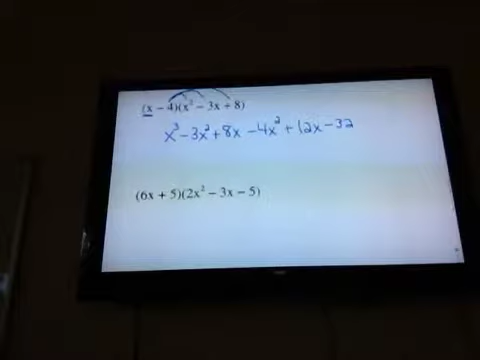 (x − 4)(x² − 3x + 8)
x³ − 3x² + 8x − 4x² + 12x − 32
(6x + 5)(2x² − 3x − 5)